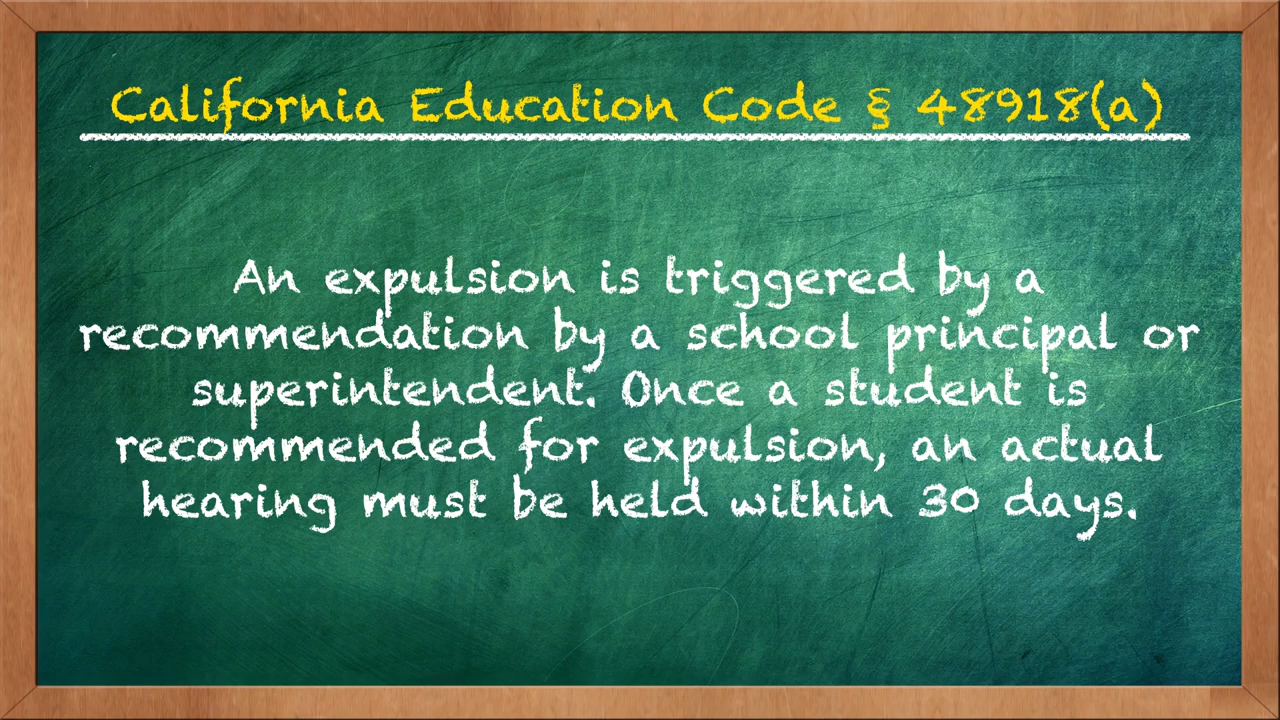 California Education Code § 48918(a)
An expulsion is triggered by a
recommendation by a school principal or
superintendent. Once a student is
recommended for expulsion, an actual
hearing must be held within 30 days.